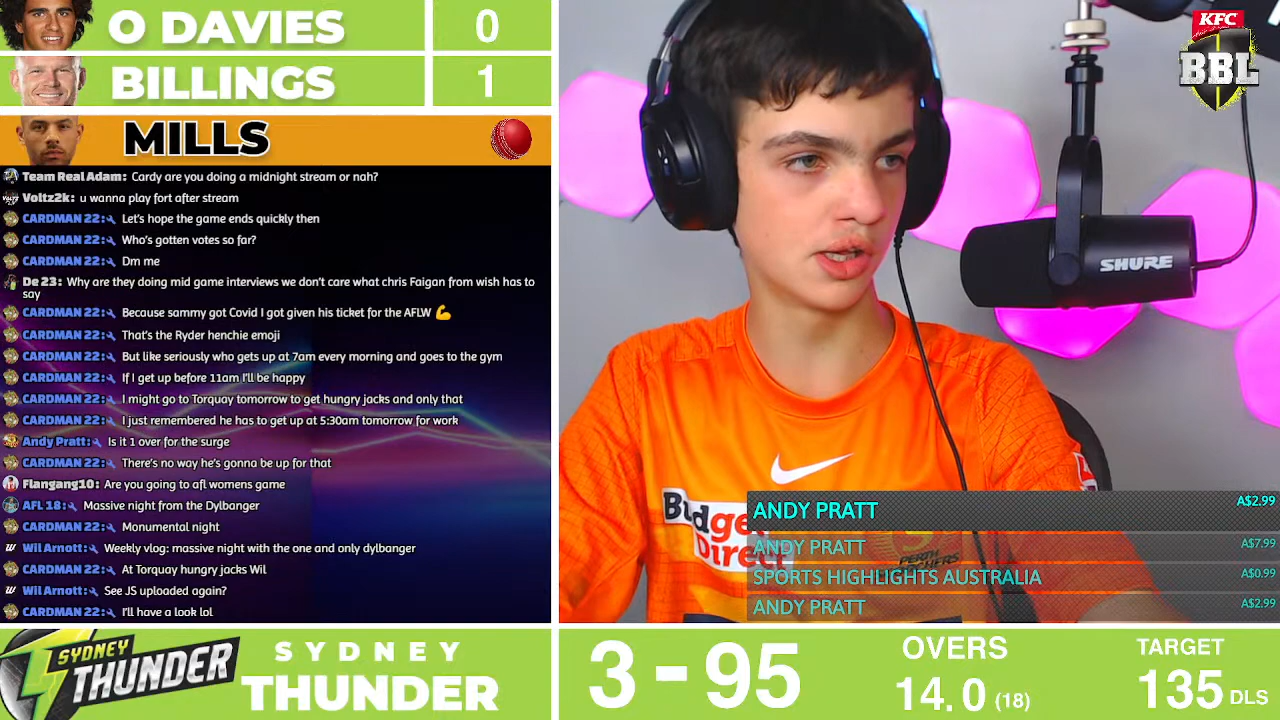 O DAVIES 0
BILLINGS 1
MILLS
Team Real Adam: Cardy are you doing a midnight stream or nah?
Voltz2k: u wanna play fort after stream
CARDMAN 22: Let's hope the game ends quickly then
CARDMAN 22: Who's gotten votes so far?
CARDMAN 22: Dm me
De 23: Why are they doing mid game interviews we don't care what chris Faigan from wish has to
say
CARDMAN 22: Because sammy got Covid I got given his ticket for the AFLW 💪
CARDMAN 22: That's the Ryder henchie emoji
CARDMAN 22: But like seriously who gets up at 7am every morning and goes to the gym
CARDMAN 22: If I get up before 11am I'll be happy
CARDMAN 22: I might go to Torquay tomorrow to get hungry jacks and only that
CARDMAN 22: I just remembered he has to get up at 5:30am tomorrow for work
Andy Pratt: Is it 1 over for the surge
CARDMAN 22: There's no way he's gonna be up for that
Flangang10: Are you going to afl womens game
AFL 18: Massive night from the Dylbanger
CARDMAN 22: Monumental night
Wil Arnott: Weekly vlog: massive night with the one and only dylbanger
CARDMAN 22: At Torquay hungry jacks Wil
Wil Arnott: See JS uploaded again?
CARDMAN 22: I'll have a look lol
KFC
BBL
SHURE
Budget
Direct
PERTH
SCORCHERS
ANDY PRATT A$2.99
ANDY PRATT A$7.99
SPORTS HIGHLIGHTS AUSTRALIA A$0.99
ANDY PRATT A$2.99
SYDNEY
THUNDER
SYDNEY
THUNDER
3 - 95
OVERS
14.0 (18)
TARGET
135 DLS